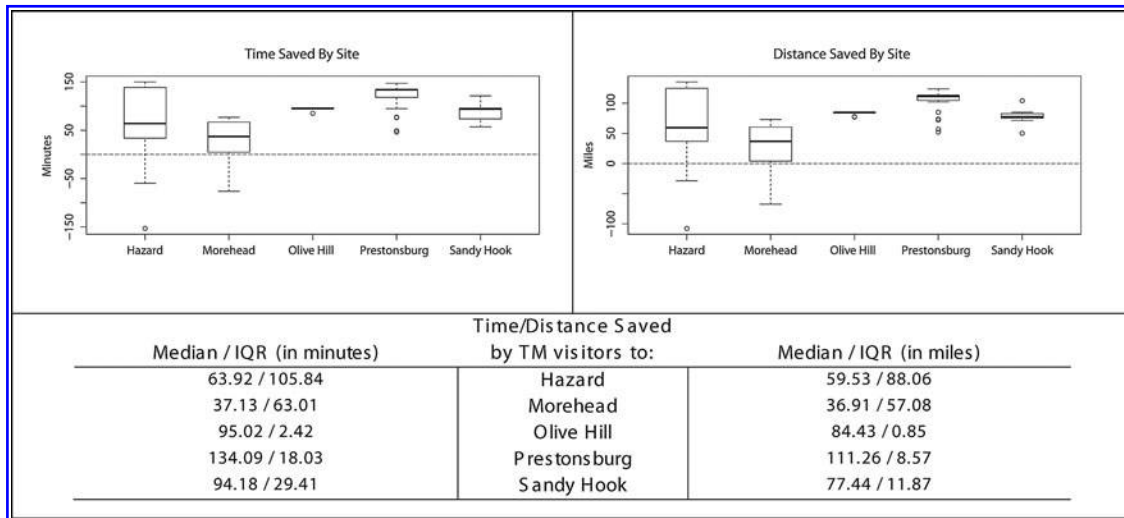 Time Saved By Site
Minutes
150
50
−50
−150
Hazard Morehead Olive Hill Prestonsburg Sandy Hook
Distance Saved By Site
Miles
100
50
0
−100
Hazard Morehead Olive Hill Prestonsburg Sandy Hook
Time/Distance Saved
Median / IQR (in minutes) by TM visitors to: Median / IQR (in miles)
63.92 / 105.84 Hazard 59.53 / 88.06
37.13 / 63.01 Morehead 36.91 / 57.08
95.02 / 2.42 Olive Hill 84.43 / 0.85
134.09 / 18.03 Prestonsburg 111.26 / 8.57
94.18 / 29.41 Sandy Hook 77.44 / 11.87